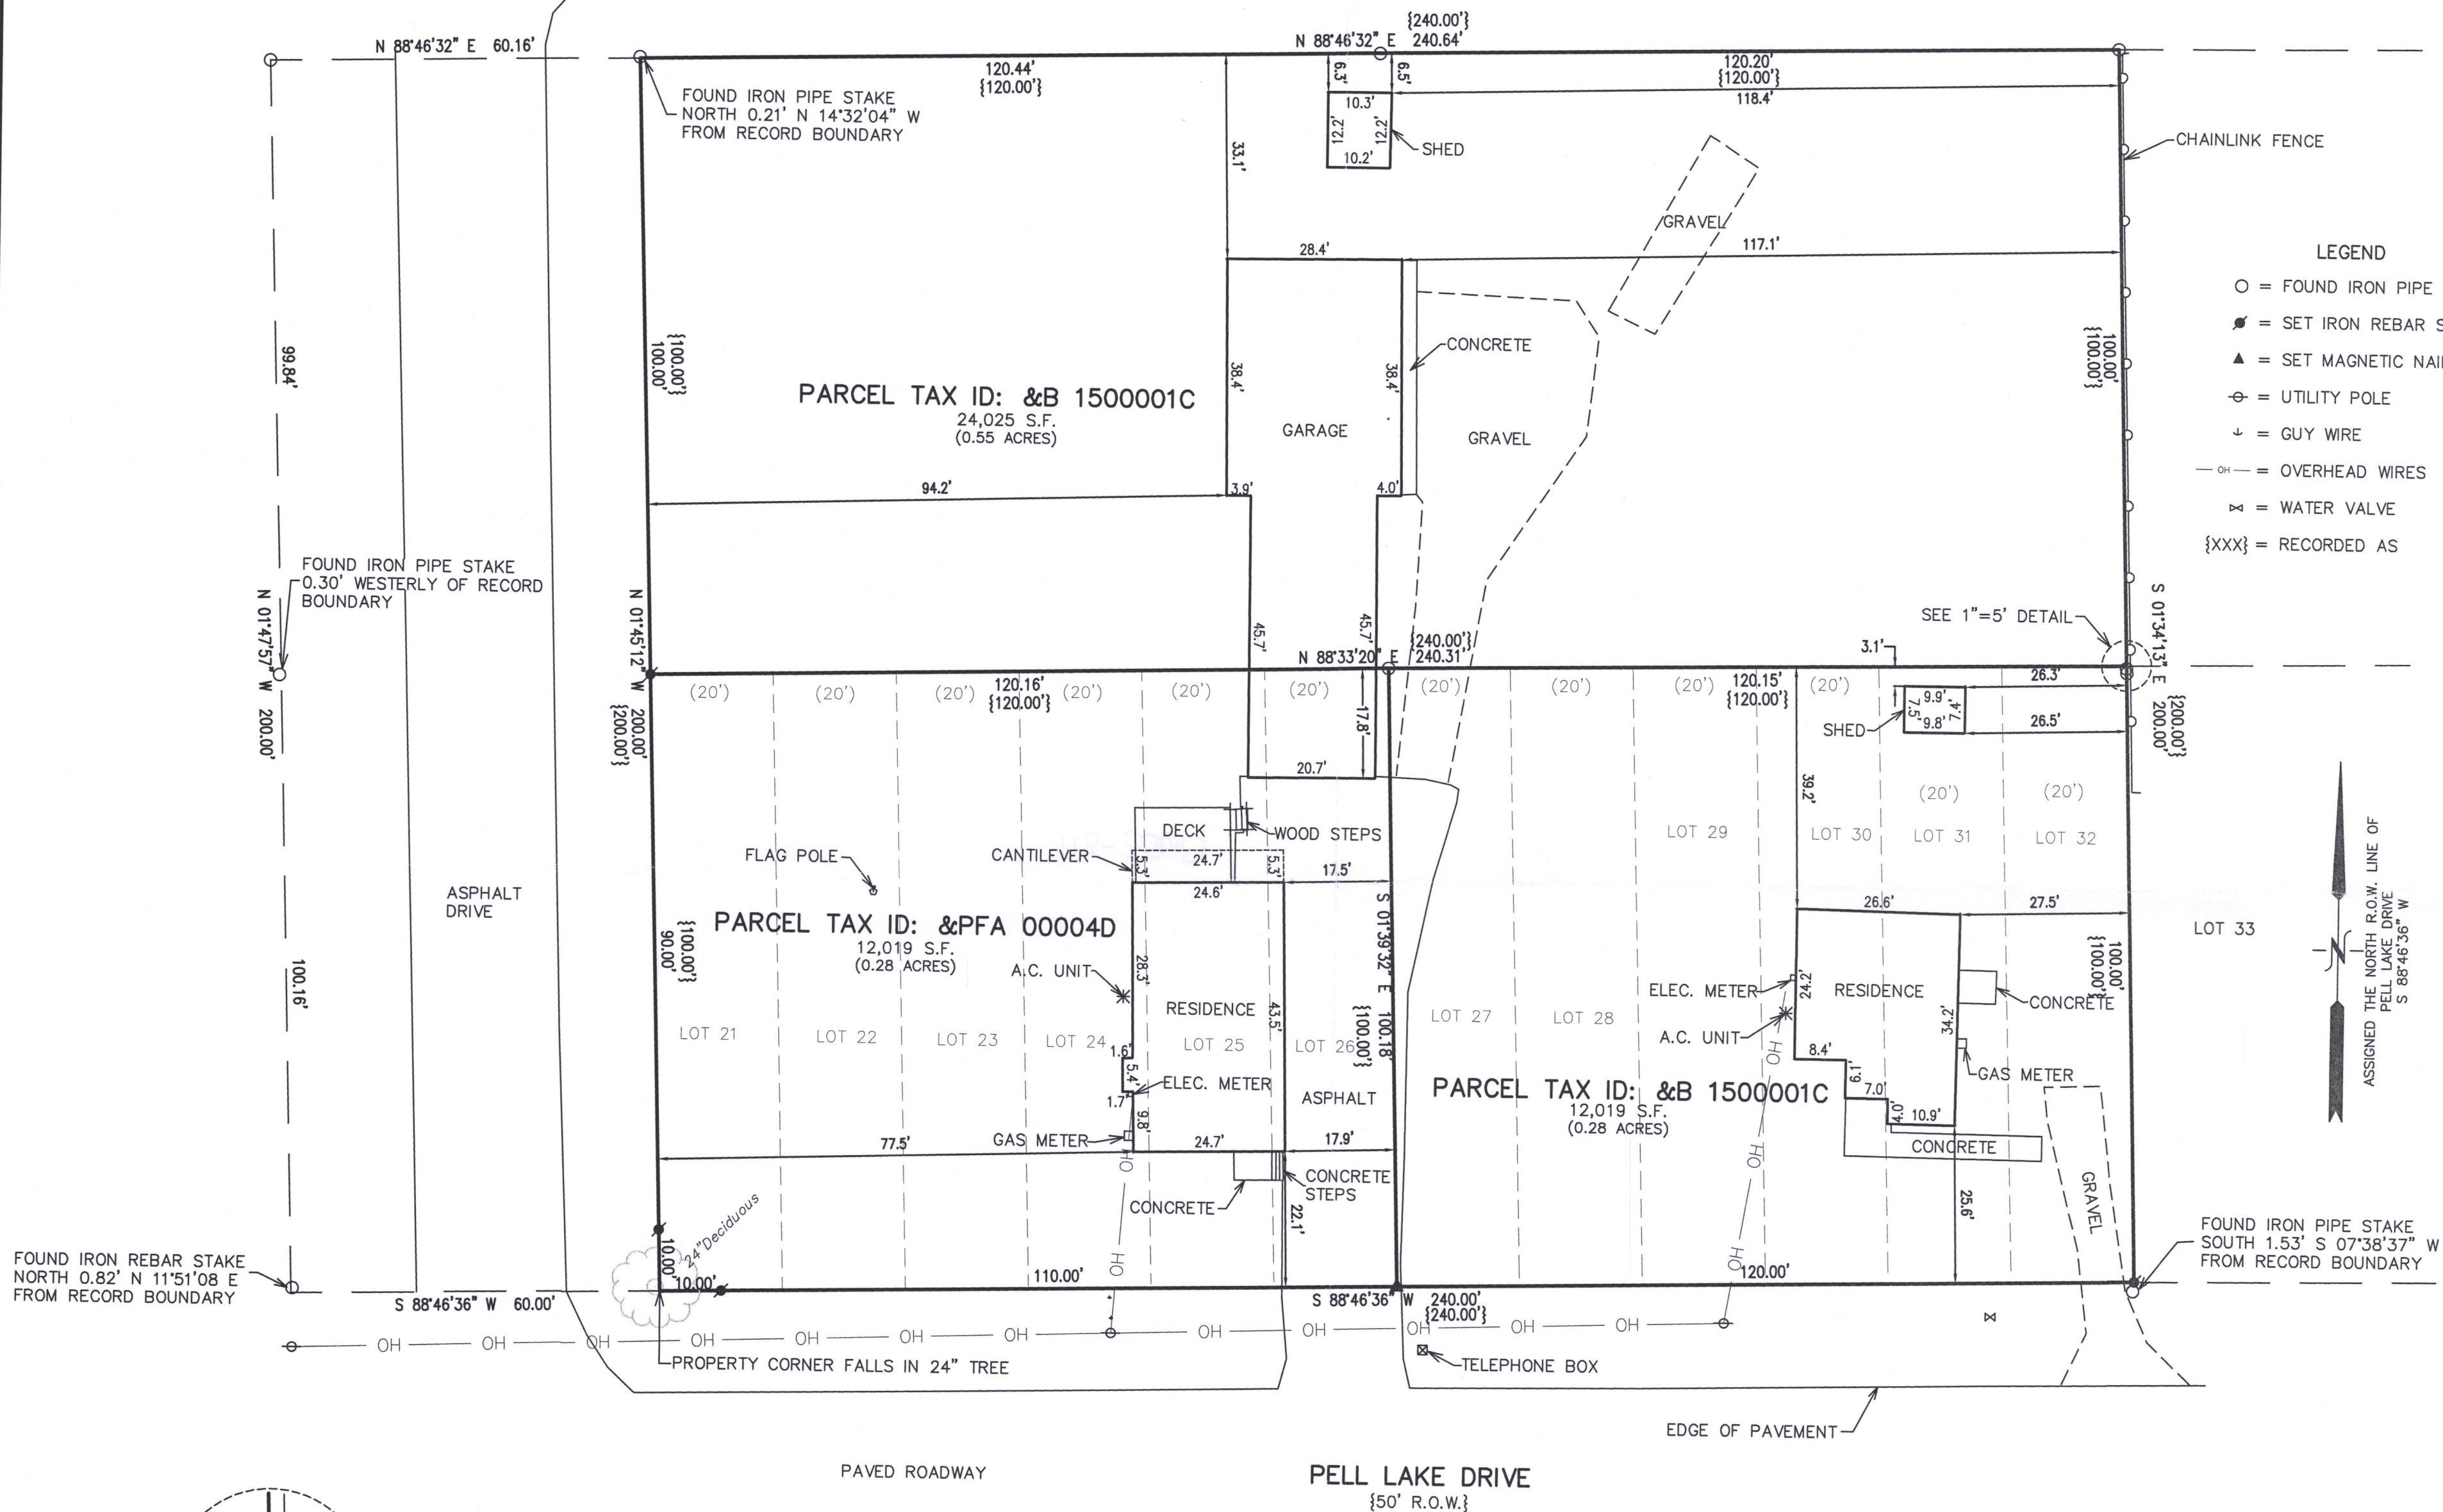 {240.00'}
N 88°46'32" E 60.16'
N 88°46'32" E 240.64'
120.44'
{120.00'}
120.20'
{120.00'}
6.3'
6.5'
118.4'
FOUND IRON PIPE STAKE
NORTH 0.21' N 14°32'04" W
FROM RECORD BOUNDARY
10.3'
12.2'
12.2'
10.2'
SHED
33.1'
CHAINLINK FENCE
GRAVEL
28.4'
117.1'
LEGEND
= FOUND IRON PIPE
= SET IRON REBAR S
= SET MAGNETIC NAI
= UTILITY POLE
= GUY WIRE
OH = OVERHEAD WIRES
= WATER VALVE
{XXX} = RECORDED AS
99.84'
{100.00'}
100.00'
CONCRETE
38.4'
38.4'
100.00'
{100.00'}
PARCEL TAX ID: &B 1500001C
24,025 S.F.
(0.55 ACRES)
GARAGE
GRAVEL
94.2'
3.9'
4.0'
FOUND IRON PIPE STAKE
0.30' WESTERLY OF RECORD
BOUNDARY
N 01°47'57" W 200.00'
N 01°45'12" W 200.00'
{200.00'}
45.7'
45.7'
{240.00'}
N 88°33'20" E 240.31'
SEE 1"=5' DETAIL
S 01°34'13" E 200.00'
{200.00'}
3.1'
26.3'
(20')
(20')
(20')
120.16'
{120.00'}
(20')
(20')
(20')
(20')
(20')
(20')
120.15'
{120.00'}
(20')
17.8'
9.9'
7.5'
7.4'
9.8'
26.5'
SHED
20.7'
39.2'
(20')
(20')
DECK
WOOD STEPS
LOT 29
LOT 30
LOT 31
LOT 32
FLAG POLE
CANTILEVER
5.3'
24.7'
5.3'
17.5'
24.6'
ASPHALT
DRIVE
PARCEL TAX ID: &PFA 00004D
12,019 S.F.
(0.28 ACRES)
{100.00'}
90.00'
100.16'
26.6'
27.5'
LOT 33
ASSIGNED THE NORTH R.O.W. LINE OF
PELL LAKE DRIVE
S 88°46'36" W
N
A.C. UNIT
28.3'
RESIDENCE
43.5'
S 01°39'32" E 100.18'
{100.00'}
ELEC. METER
24.2'
RESIDENCE
34.2'
CONCRETE
100.00'
{100.00'}
LOT 21
LOT 22
LOT 23
LOT 24
LOT 25
LOT 26
LOT 27
LOT 28
A.C. UNIT
OH
1.6'
5.4'
ELEC. METER
1.7'
9.8'
8.4'
6.1'
7.0'
4.0'
10.9'
GAS METER
ASPHALT
PARCEL TAX ID: &B 1500001C
12,019 S.F.
(0.28 ACRES)
77.5'
GAS METER
24.7'
17.9'
CONCRETE
OH
OH
CONCRETE
STEPS
CONCRETE
22.1'
25.6'
GRAVEL
24"Deciduous
10.00'
10.00'
110.00'
OH
OH
120.00'
FOUND IRON REBAR STAKE
NORTH 0.82' N 11°51'08 E
FROM RECORD BOUNDARY
FOUND IRON PIPE STAKE
SOUTH 1.53' S 07°38'37" W
FROM RECORD BOUNDARY
S 88°46'36" W 60.00'
S 88°46'36" W 240.00'
{240.00'}
OH OH OH OH OH OH OH OH OH OH OH OH
PROPERTY CORNER FALLS IN 24" TREE
TELEPHONE BOX
EDGE OF PAVEMENT
PAVED ROADWAY
PELL LAKE DRIVE
{50' R.O.W.}